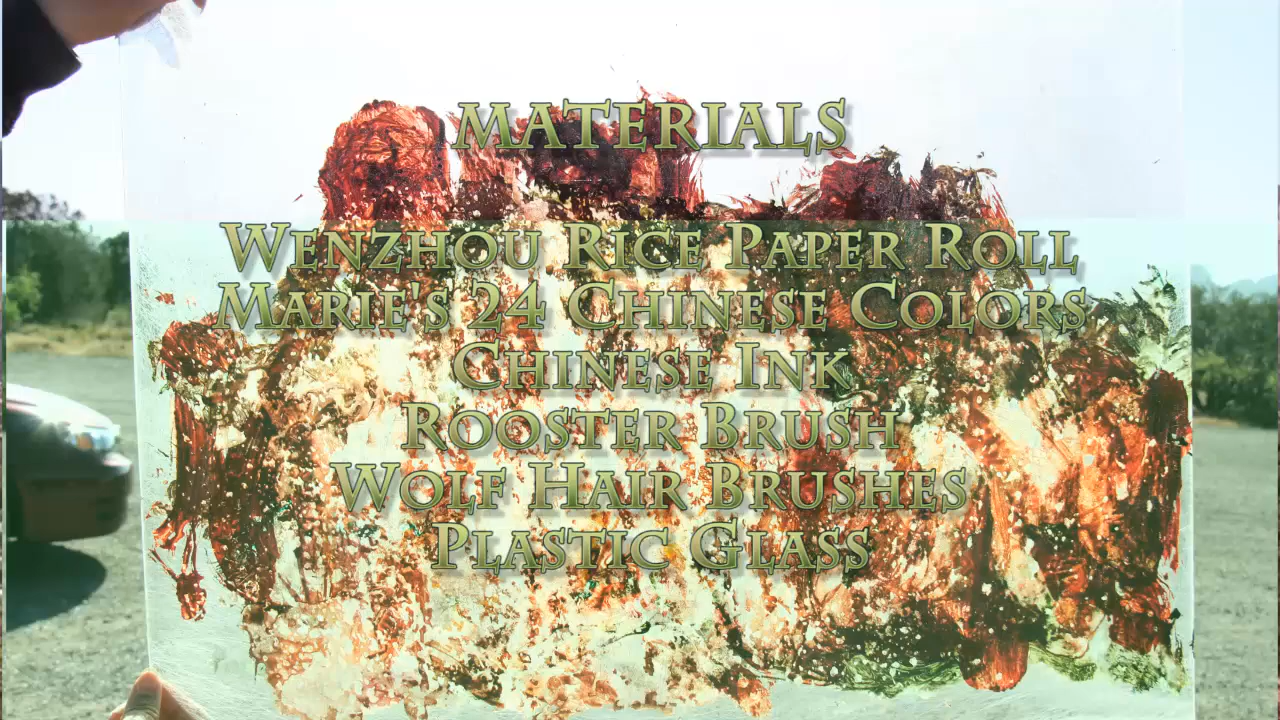 MATERIALS
WENZHOU RICE PAPER ROLL
MARIE'S 24 CHINESE COLORS
CHINESE INK
ROOSTER BRUSH
WOLF HAIR BRUSHES
PLASTIC GLASS